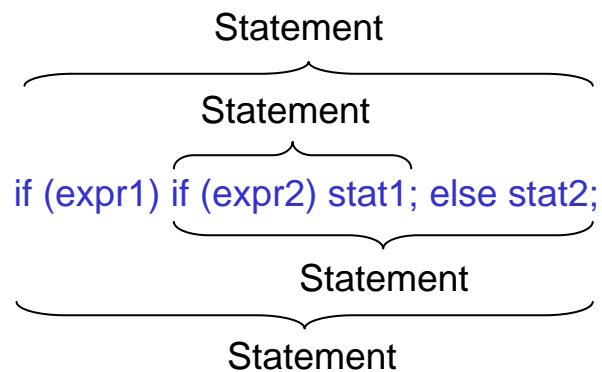 Statement
Statement
if (expr1) if (expr2) stat1; else stat2;
Statement
Statement